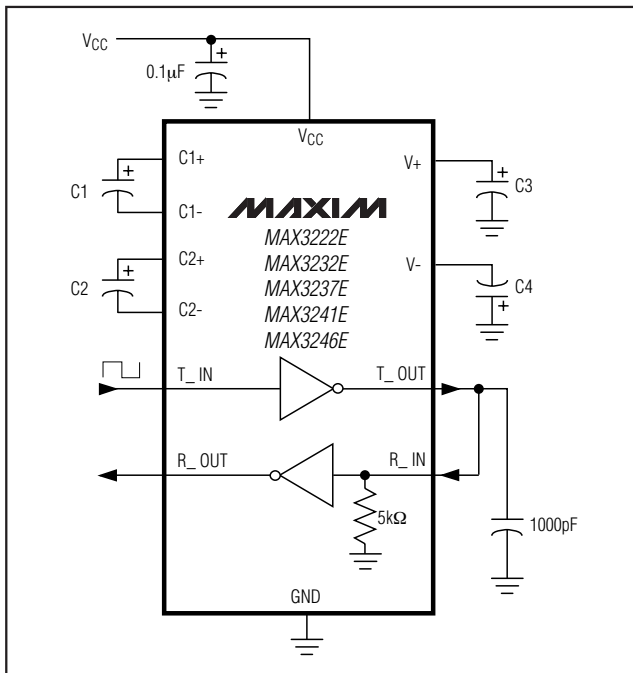 VCC
0.1μF
VCC
C1+
V+
C1
C3
C1-
MAXIM
MAX3222E
C2+
MAX3232E
V-
C2
MAX3237E
C4
C2-
MAX3241E
MAX3246E
T_ IN
T_ OUT
R_ OUT
R_ IN
5kΩ
1000pF
GND